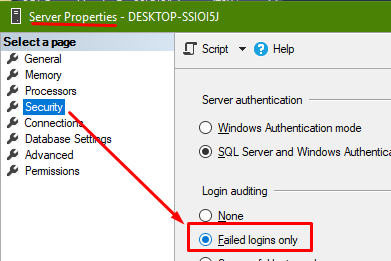 Server Properties - DESKTOP-SSIOI5J
Select a page
General
Memory
Processors
Security
Connections
Database Settings
Advanced
Permissions
Script
Help
Server authentication
Windows Authentication mode
SQL Server and Windows Authentica
Login auditing
None
Failed logins only